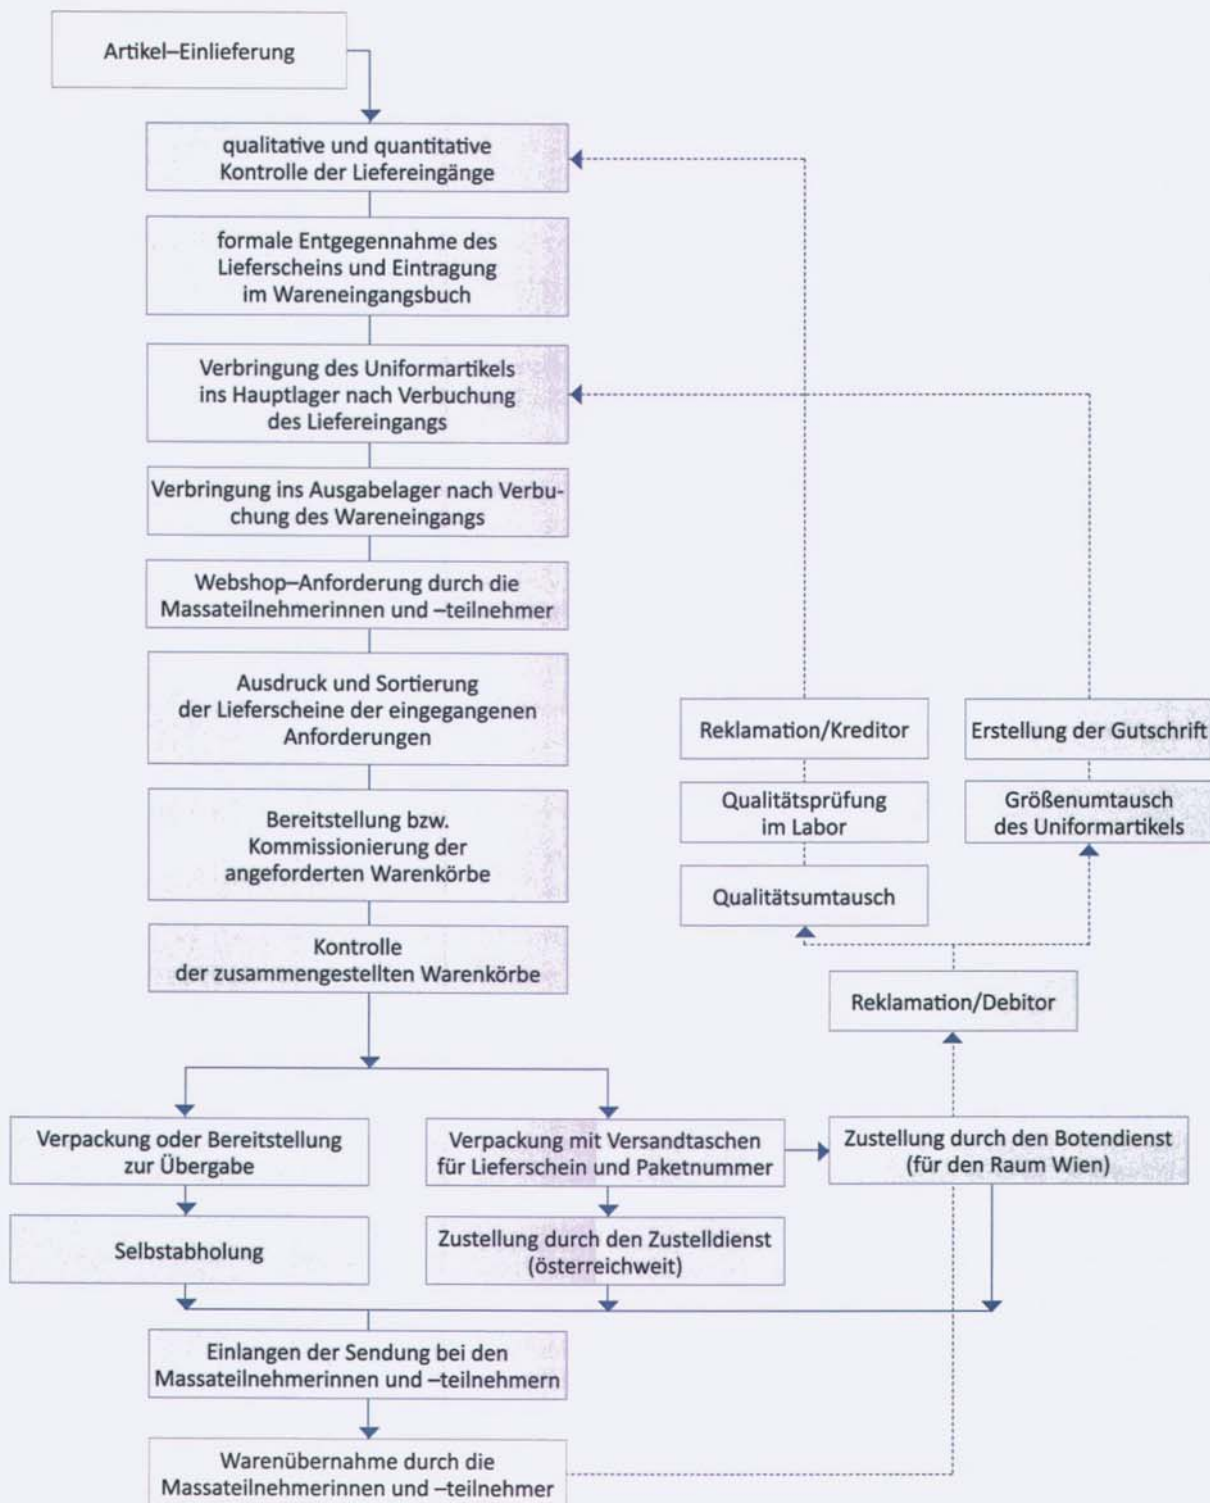 Artikel–Einlieferung
qualitative und quantitative
Kontrolle der Liefereingänge
formale Entgegennahme des
Lieferscheins und Eintragung
im Wareneingangsbuch
Verbringung des Uniformartikels
ins Hauptlager nach Verbuchung
des Liefereingangs
Verbringung ins Ausgabelager nach Verbu-
chung des Wareneingangs
Webshop–Anforderung durch die
Massateilnehmerinnen und –teilnehmer
Ausdruck und Sortierung
der Lieferscheine der eingegangenen
Anforderungen
Reklamation/Kreditor
Erstellung der Gutschrift
Qualitätsprüfung
im Labor
Größenumtausch
des Uniformartikels
Bereitstellung bzw.
Kommissionierung der
angeforderten Warenkörbe
Qualitätsumtausch
Kontrolle
der zusammengestellten Warenkörbe
Reklamation/Debitor
Verpackung oder Bereitstellung
zur Übergabe
Verpackung mit Versandtaschen
für Lieferschein und Paketnummer
Zustellung durch den Botendienst
(für den Raum Wien)
Selbstabholung
Zustellung durch den Zustelldienst
(österreichweit)
Einlangen der Sendung bei den
Massateilnehmerinnen und –teilnehmern
Warenübernahme durch die
Massateilnehmerinnen und –teilnehmer